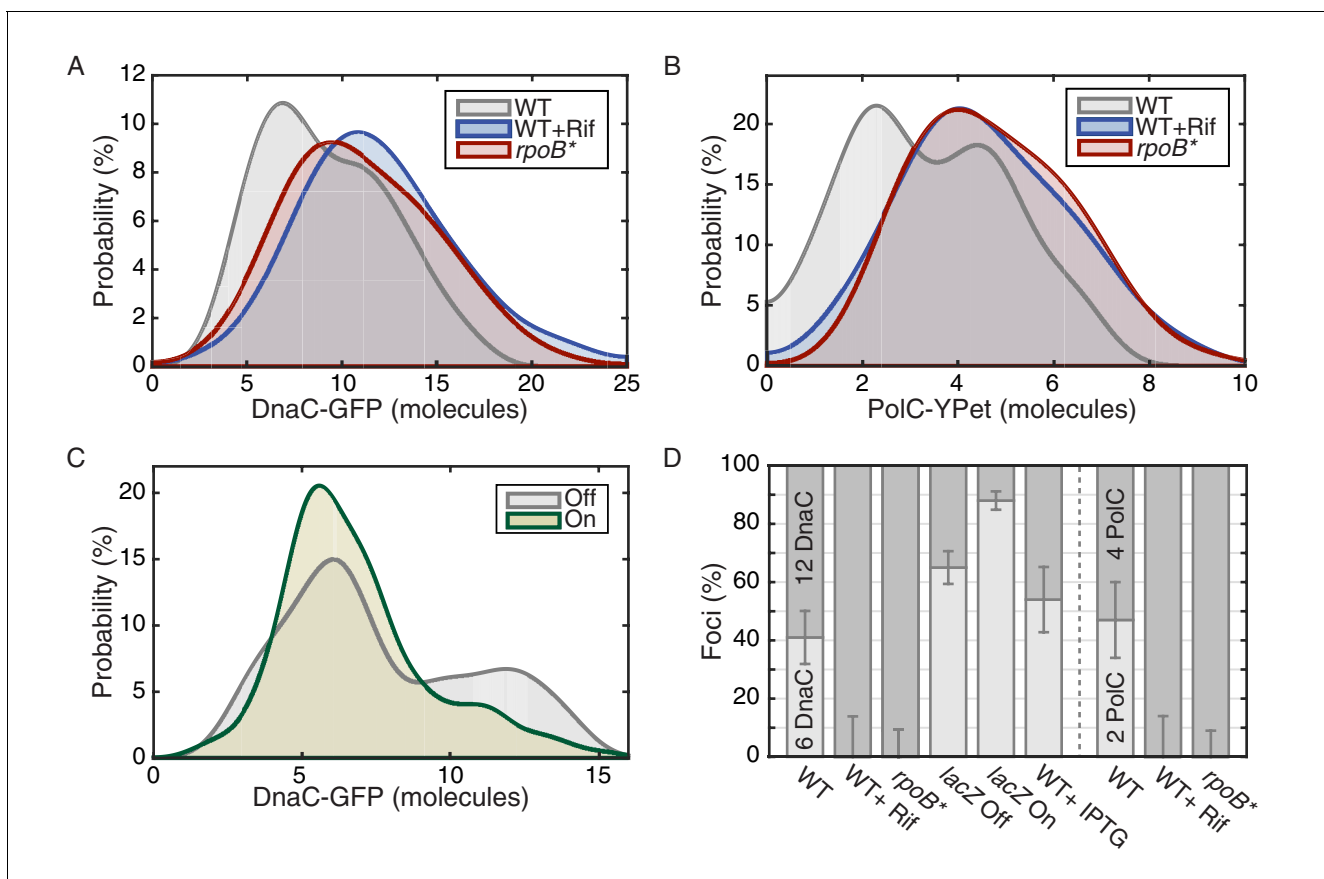 A
Probability (%)
12
10
8
6
4
2
0
0 5 10 15 20 25
DnaC-GFP (molecules)
WT
WT+Rif
rpoB*
B
Probability (%)
20
15
10
5
0
0 2 4 6 8 10
PolC-YPet (molecules)
WT
WT+Rif
rpoB*
C
Probability (%)
20
15
10
5
0
0 5 10 15
DnaC-GFP (molecules)
Off
On
D
Foci (%)
100
80
60
40
20
0
12 DnaC
6 DnaC
4 PolC
2 PolC
WT
WT+ Rif
rpoB*
lacZ Off
lacZ On
WT+ IPTG
WT
WT+ Rif
rpoB*